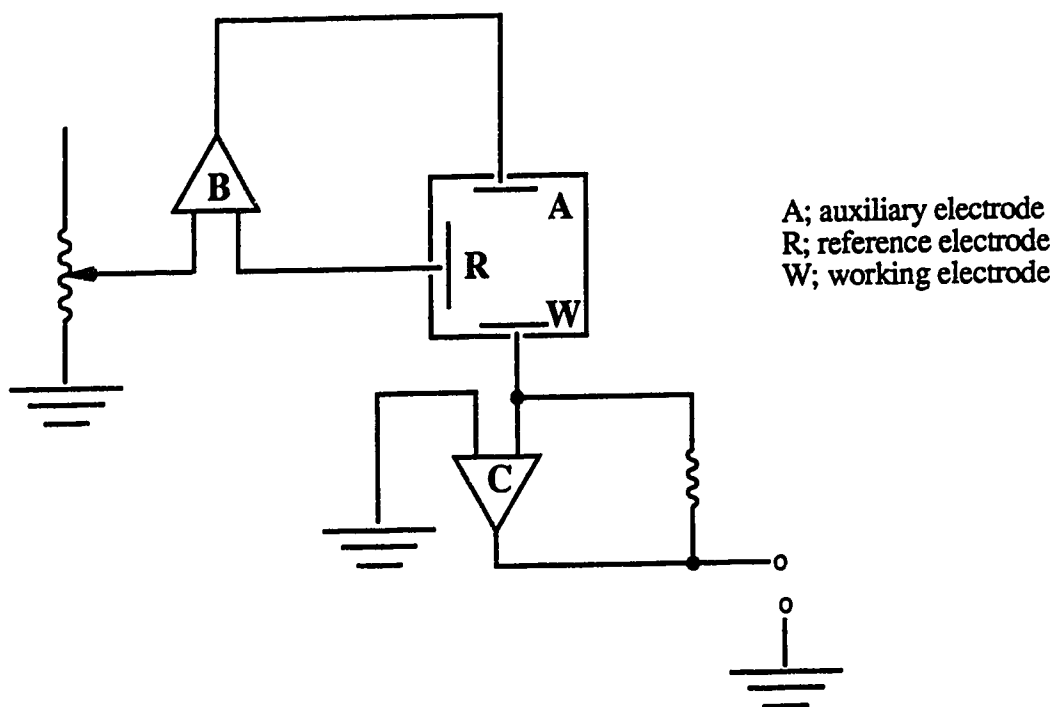 B
A
R
W
C
A; auxiliary electrode
R; reference electrode
W; working electrode